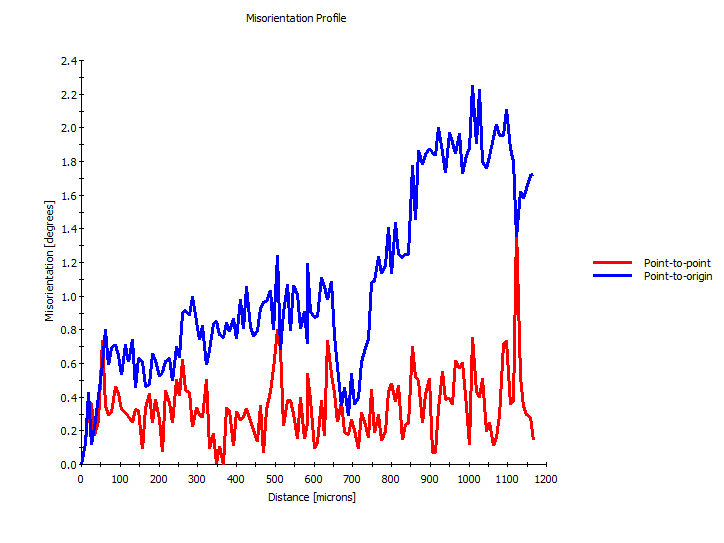 Misorientation Profile
2.4
2.2
2.0
1.8
1.6
1.4
1.2
1.0
0.8
0.6
0.4
0.2
0.0
Misorientation [degrees]
0 100 200 300 400 500 600 700 800 900 1000 1100 1200
Distance [microns]
Point-to-point
Point-to-origin